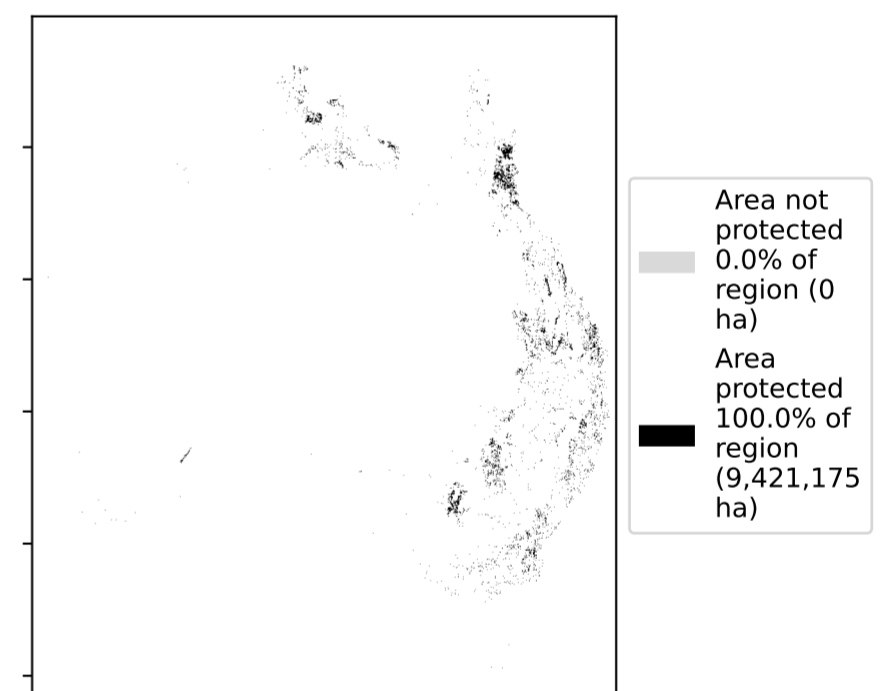 Area not
protected
0.0% of
region (0
ha)
Area
protected
100.0% of
region
(9,421,175
ha)